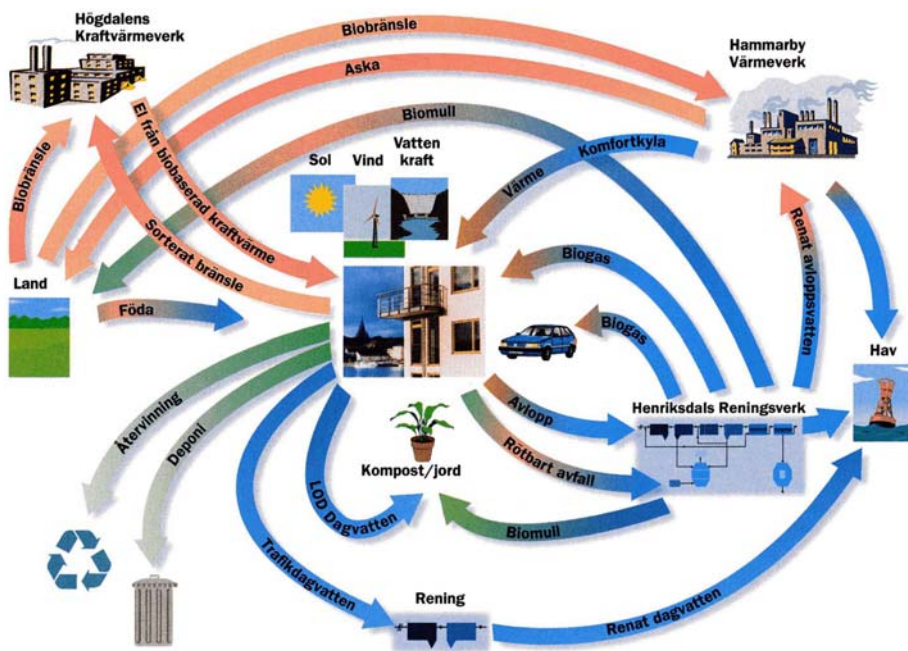 Högdalens
Kraftvärmeverk
Biobränsle
Hammarby
Värmeverk
Aska
Biomull
El från biobaserad kraftvärme
Sol
Vind
Vatten
kraft
Värme
Komfortkyla
Biobränsle
Sorterat bränsle
Renat avloppsvatten
Land
Föda
Biogas
Biogas
Hav
Återvinning
Deponi
LOD Dagvatten
Kompost/jord
Avlopp
Rötbart avfall
Henriksdals Reningsverk
Biomull
Trafikdagvatten
Rening
Renat dagvatten